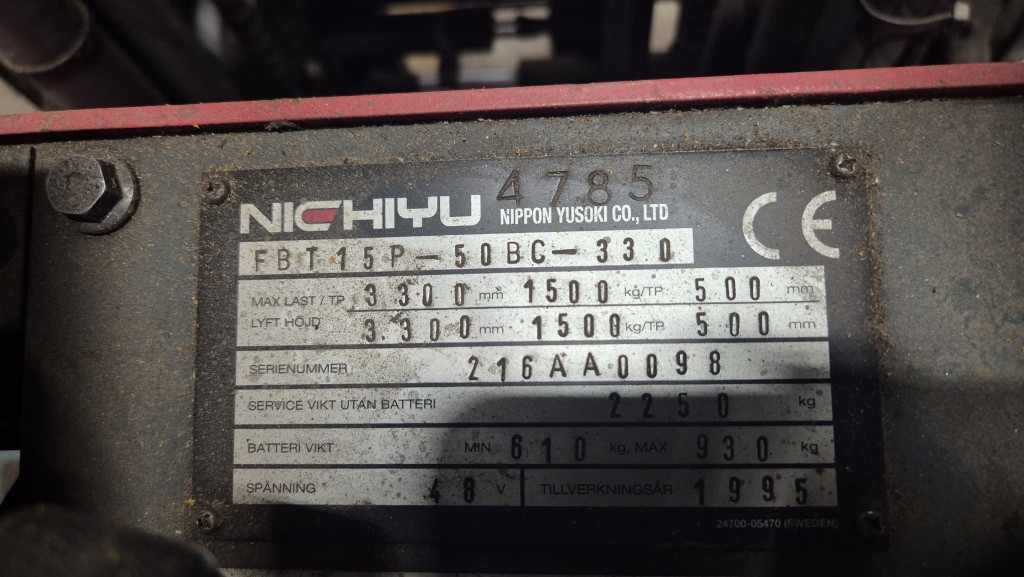 4785
NICHIYU NIPPON YUSOKI CO., LTD CE
FBT15P-50BC-330
MAX LAST / TP 3300 mm 1500 kg/TP 500 mm
LYFT HÖJD 3300 mm 1500 kg/TP 500 mm
SERIENUMMER 216AA0098
SERVICE VIKT UTAN BATTERI 2250 kg
BATTERI VIKT MIN 610 kg, MAX 930 kg
SPÄNNING 48 V TILLVERKNINGSÅR 1995
24700-05470 (SWEDEN)